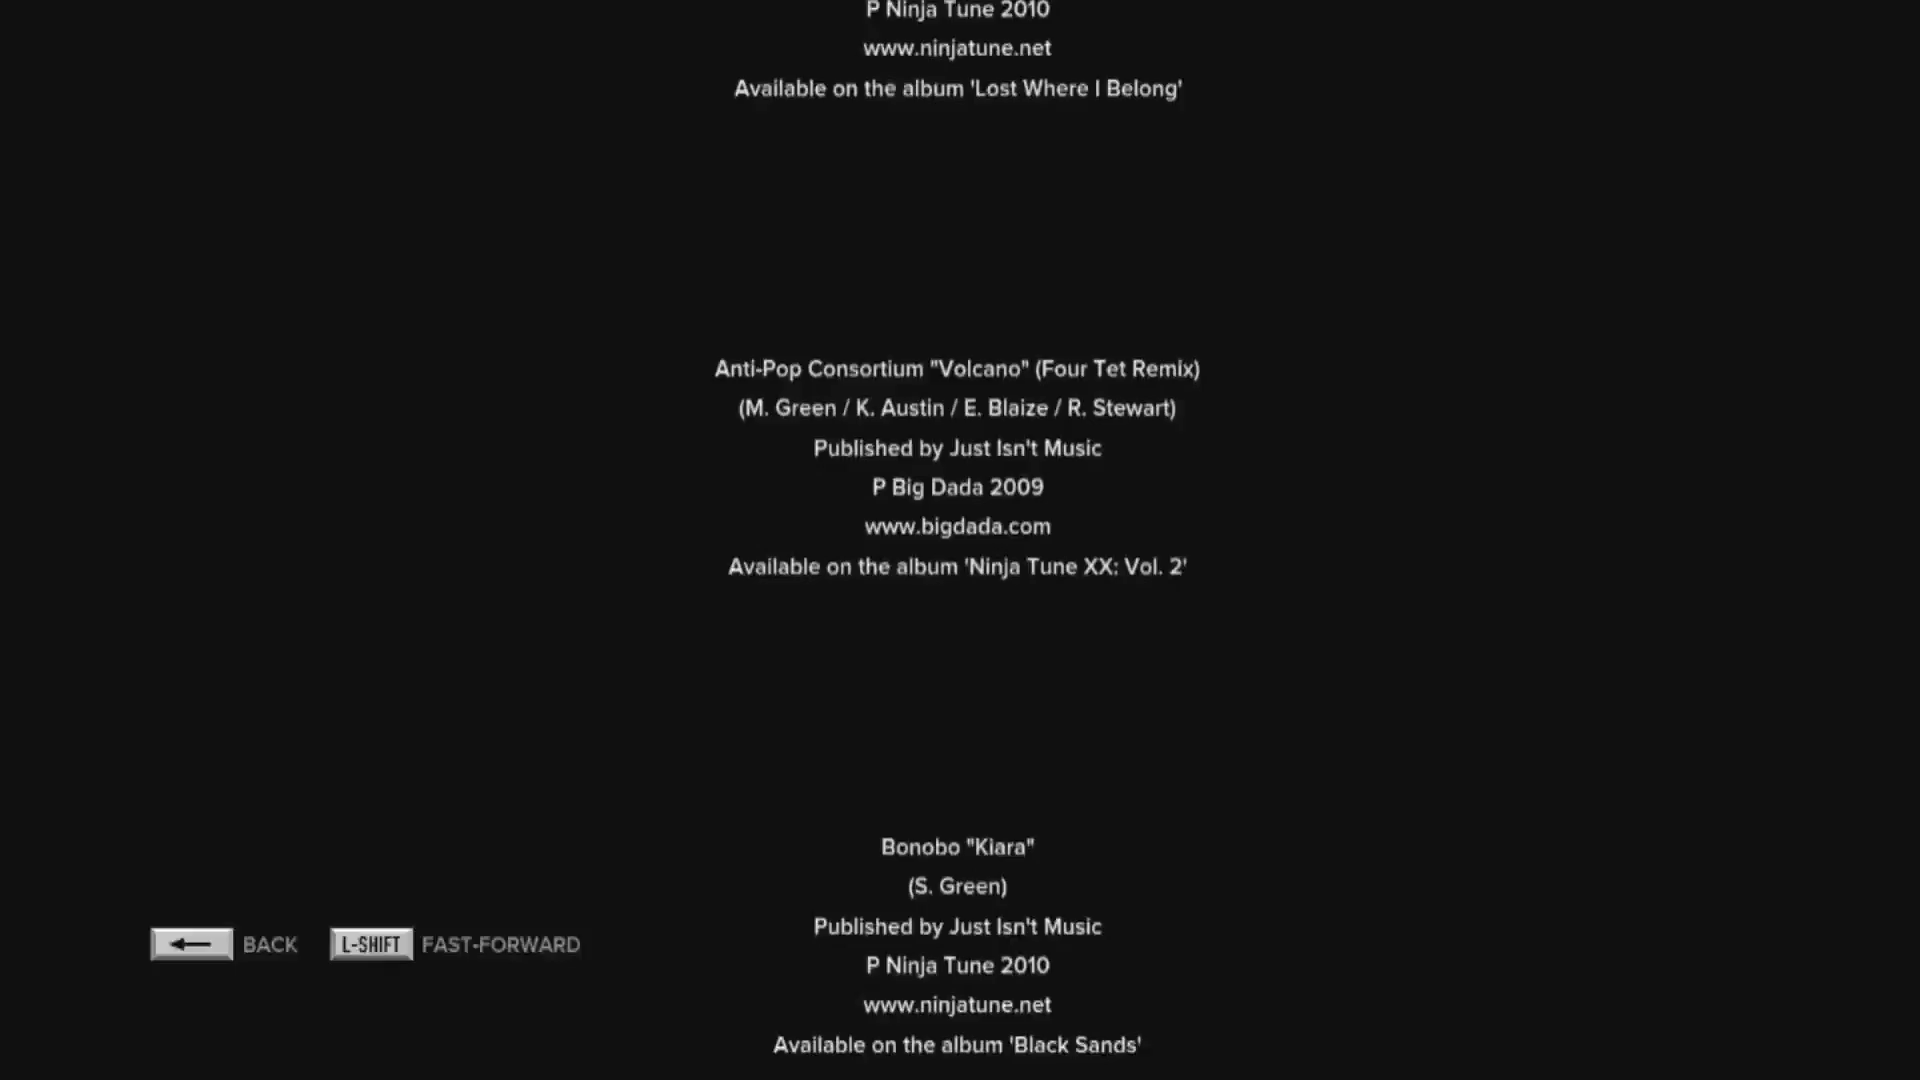 P Ninja Tune 2010
www.ninjatune.net
Available on the album 'Lost Where I Belong'
Anti-Pop Consortium "Volcano" (Four Tet Remix)
(M. Green / K. Austin / E. Blaize / R. Stewart)
Published by Just Isn't Music
P Big Dada 2009
www.bigdada.com
Available on the album 'Ninja Tune XX: Vol. 2'
Bonobo "Kiara"
(S. Green)
Published by Just Isn't Music
P Ninja Tune 2010
www.ninjatune.net
Available on the album 'Black Sands'
BACK L-SHIFT FAST-FORWARD